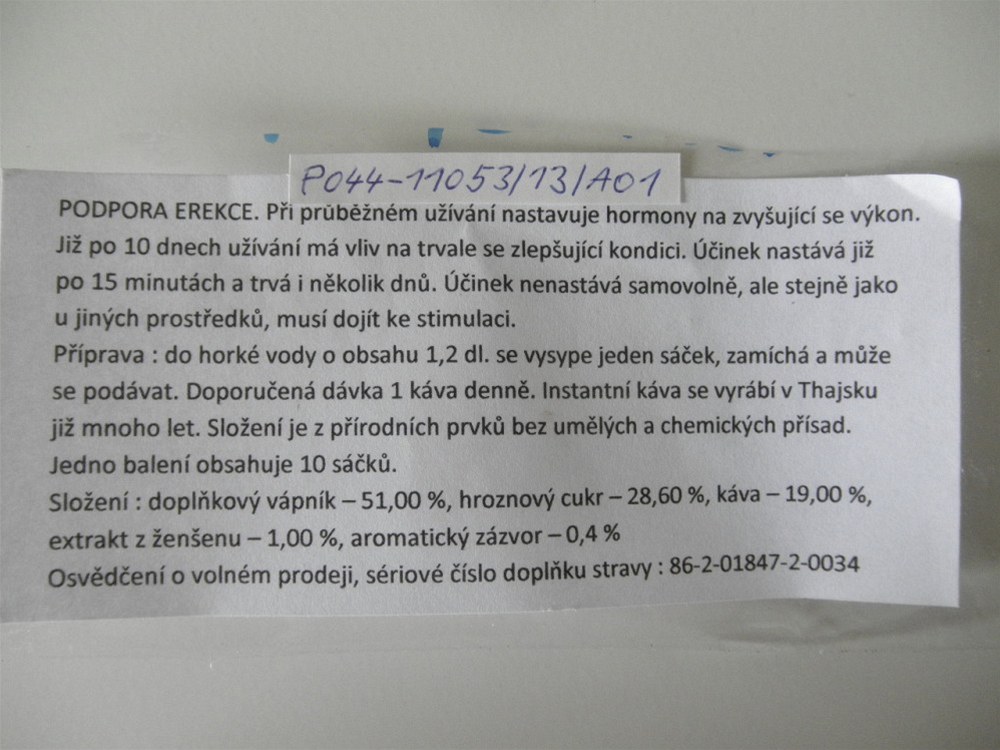 P044-11053/13/A01
PODPORA EREKCE. Při průběžném užívání nastavuje hormony na zvyšující se výkon.
Již po 10 dnech užívání má vliv na trvale se zlepšující kondici. Účinek nastává již
po 15 minutách a trvá i několik dnů. Účinek nenastává samovolně, ale stejně jako
u jiných prostředků, musí dojít ke stimulaci.
Příprava : do horké vody o obsahu 1,2 dl. se vysype jeden sáček, zamíchá a může
se podávat. Doporučená dávka 1 káva denně. Instantní káva se vyrábí v Thajsku
již mnoho let. Složení je z přírodních prvků bez umělých a chemických přísad.
Jedno balení obsahuje 10 sáčků.
Složení : doplňkový vápník – 51,00 %, hroznový cukr – 28,60 %, káva – 19,00 %,
extrakt z ženšenu – 1,00 %, aromatický zázvor – 0,4 %
Osvědčení o volném prodeji, sériové číslo doplňku stravy : 86-2-01847-2-0034